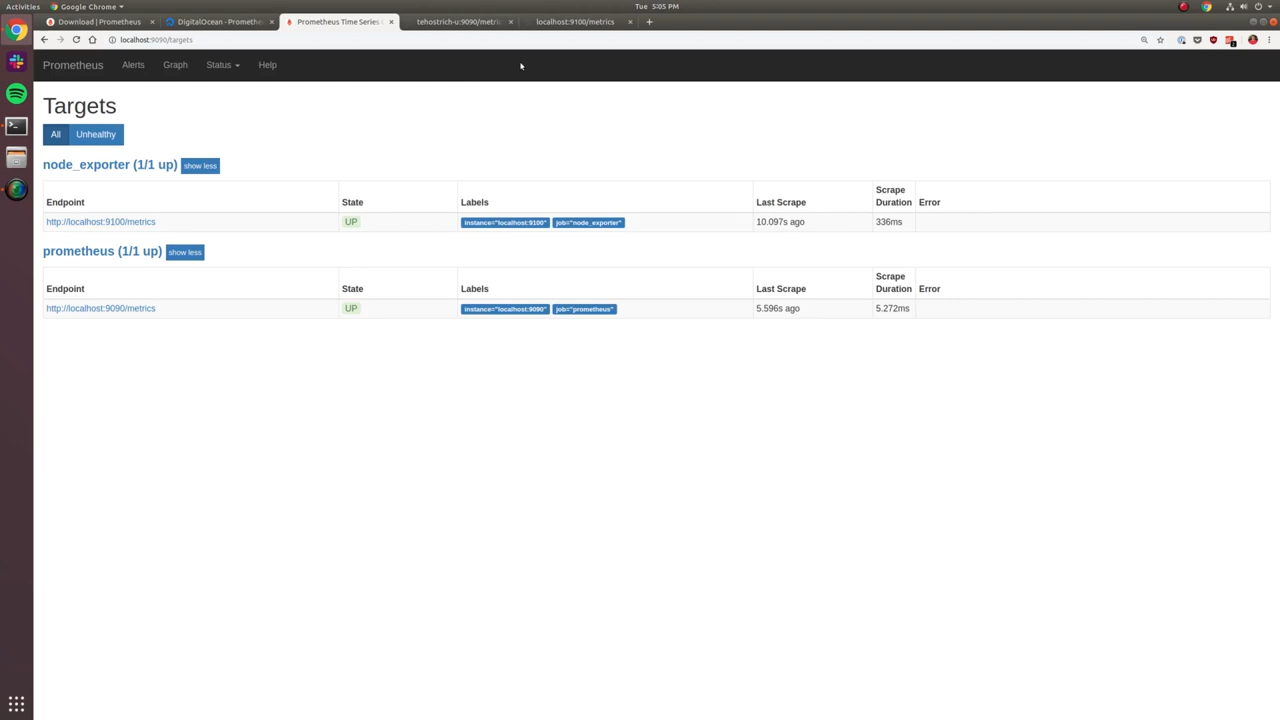 Activities Google Chrome Tue 5:05 PM
Download | Prometheus DigitalOcean - Promethe Prometheus Time Series tehostrich-u:9090/metric localhost:9100/metrics
localhost:9090/targets
Prometheus Alerts Graph Status Help
Targets
All Unhealthy
node_exporter (1/1 up) show less
Endpoint State Labels Last Scrape Scrape Duration Error
http://localhost:9100/metrics UP instance="localhost:9100" job="node_exporter" 10.097s ago 336ms
prometheus (1/1 up) show less
Endpoint State Labels Last Scrape Scrape Duration Error
http://localhost:9090/metrics UP instance="localhost:9090" job="prometheus" 5.596s ago 5.272ms